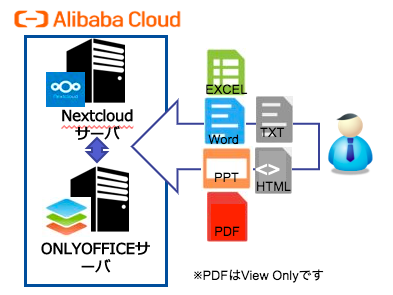 Alibaba Cloud
Nextcloud
Nextcloud
サーバ
ONLYOFFICEサ
ーバ
EXCEL
Word
TXT
PPT
<>
HTML
PDF
※PDFはView Onlyです